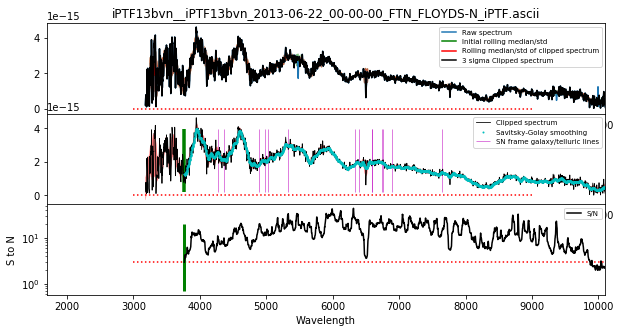 iPTF13bvn__iPTF13bvn_2013-06-22_00-00-00_FTN_FLOYDS-N_iPTF.ascii
1e−15
4
2
0
Raw spectrum
Initial rolling median/std
Rolling median/std of clipped spectrum
3 sigma Clipped spectrum
1e−15
00
4
2
0
Clipped spectrum
Savitsky-Golay smoothing
SN frame galaxy/telluric lines
00
S to N
10¹
10⁰
S/N
2000 3000 4000 5000 6000 7000 8000 9000 10000
Wavelength